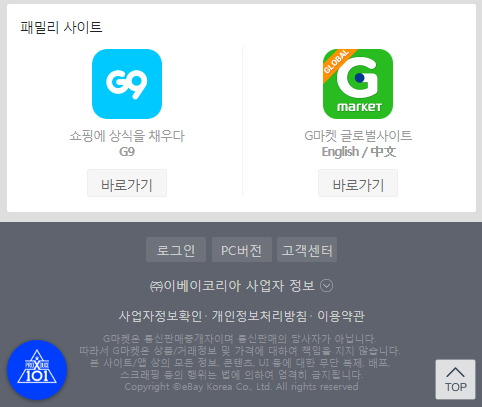 패밀리 사이트
G9
GLOBAL
G
MARKET
쇼핑에 상식을 채우다
G9
G마켓 글로벌사이트
English / 中文
바로가기
바로가기
로그인
PC버전
고객센터
㈜이베이코리아 사업자 정보
사업자정보확인 · 개인정보처리방침 · 이용약관
G마켓은 통신판매중개자이며 통신판매의 당사자가 아닙니다.
따라서 G마켓은 상품/거래정보 및 가격에 대하여 책임을 지지 않습니다.
본 사이트/앱 상의 모든 정보, 콘텐츠, UI 등에 대한 무단 복제, 배포,
스크래핑 등의 행위는 법에 의하여 엄격히 금지됩니다.
Copyright ©eBay Korea Co., Ltd. All rights reserved
101
TOP